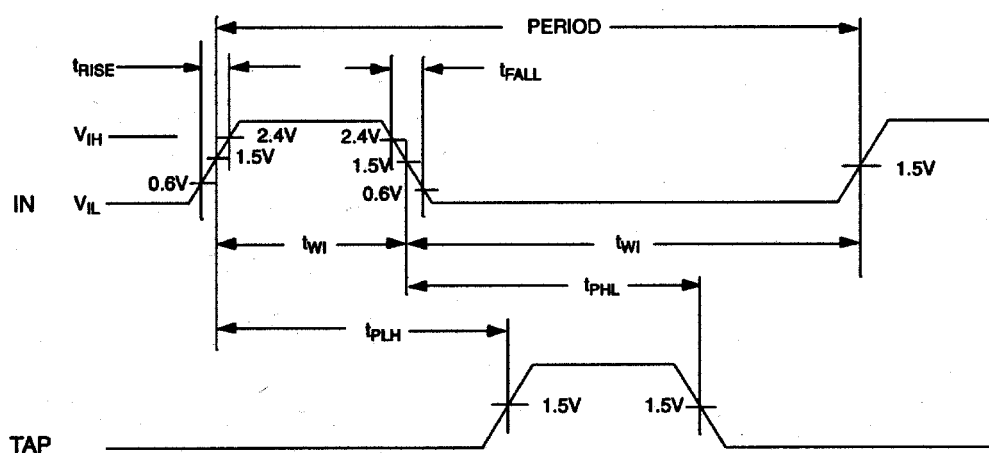 PERIOD
tRISE
tFALL
VIH
2.4V
2.4V
1.5V
1.5V
1.5V
0.6V
0.6V
IN
VIL
tWI
tWI
tPHL
tPLH
1.5V
1.5V
TAP